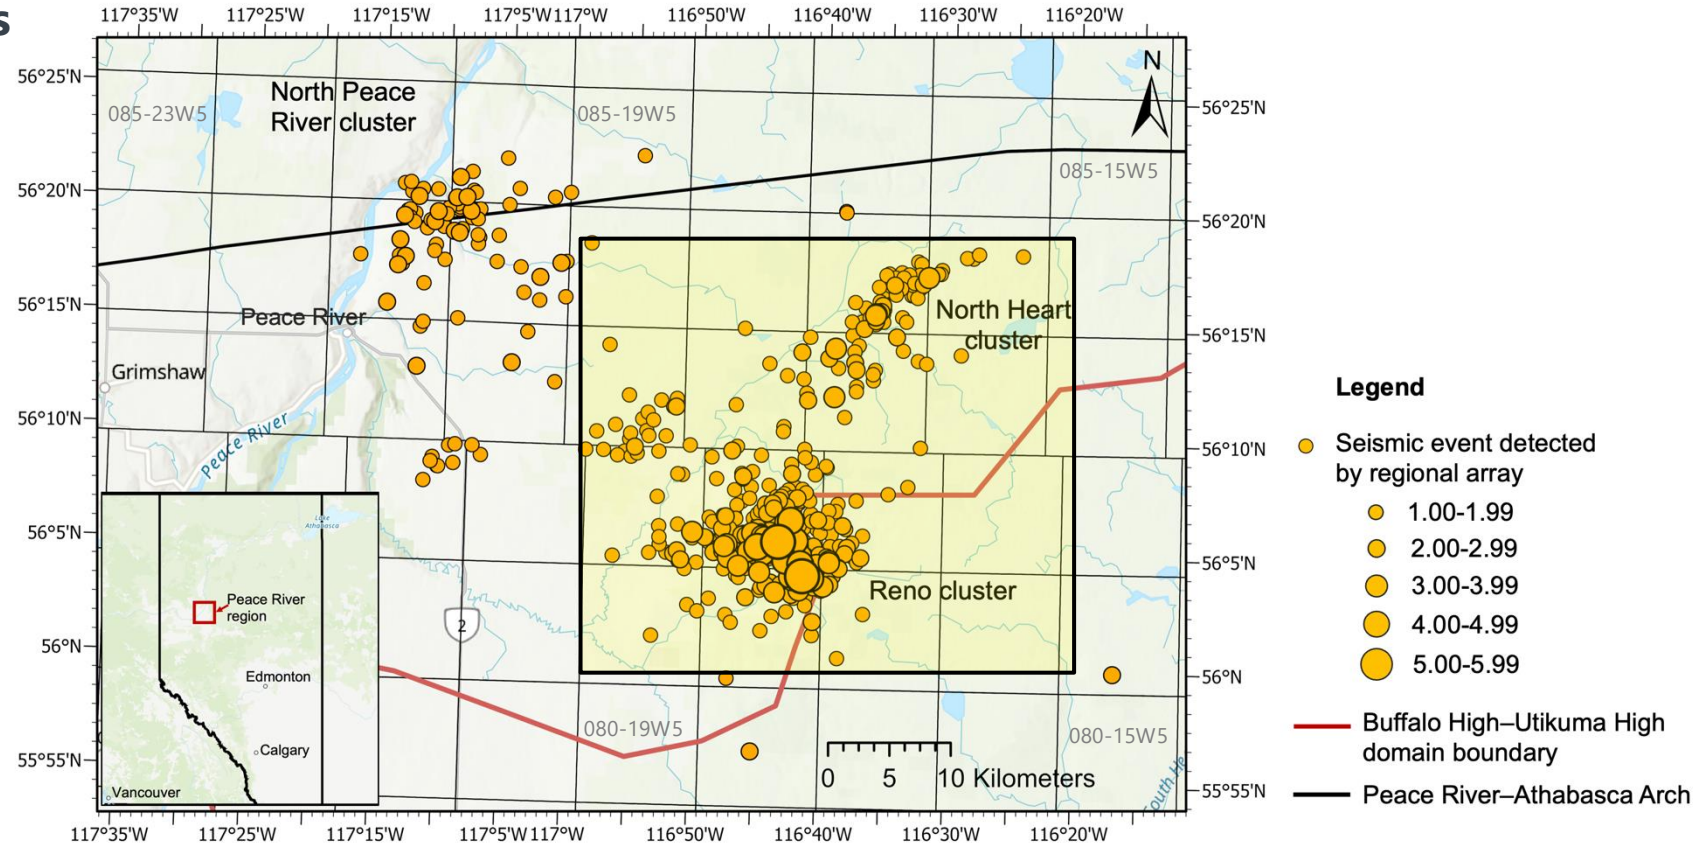 s
117°35'W 117°25'W 117°15'W 117°5'W 117°W 116°50'W 116°40'W 116°30'W 116°20'W
56°25'N
56°20'N
56°15'N
56°10'N
56°5'N
56°N
55°55'N
North Peace
River cluster
085-23W5
085-19W5
085-15W5
N
Peace River
Grimshaw
Peace River
North Heart
cluster
Reno cluster
2
080-19W5
080-15W5
0 5 10 Kilometers
South He
Lake
Athabasca
Peace River
region
Edmonton
Calgary
Vancouver
56°25'N
56°20'N
56°15'N
56°10'N
56°5'N
56°N
55°55'N
117°35'W 117°25'W 117°15'W 117°5'W 117°W 116°50'W 116°40'W 116°30'W 116°20'W
Legend
Seismic event detected
by regional array
1.00-1.99
2.00-2.99
3.00-3.99
4.00-4.99
5.00-5.99
Buffalo High–Utikuma High
domain boundary
Peace River–Athabasca Arch